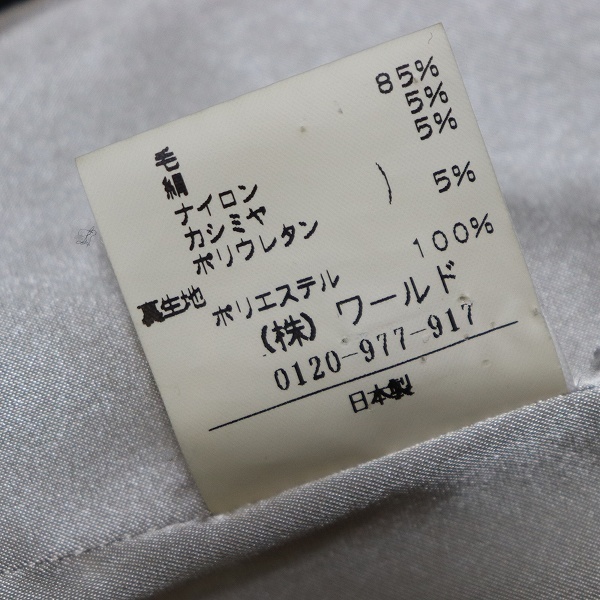 毛 85%
絹 5%
ナイロン 5%
カシミヤ
ポリウレタン ) 5%
裏生地 ポリエステル 100%
(株) ワールド
0120-977-917
日本製